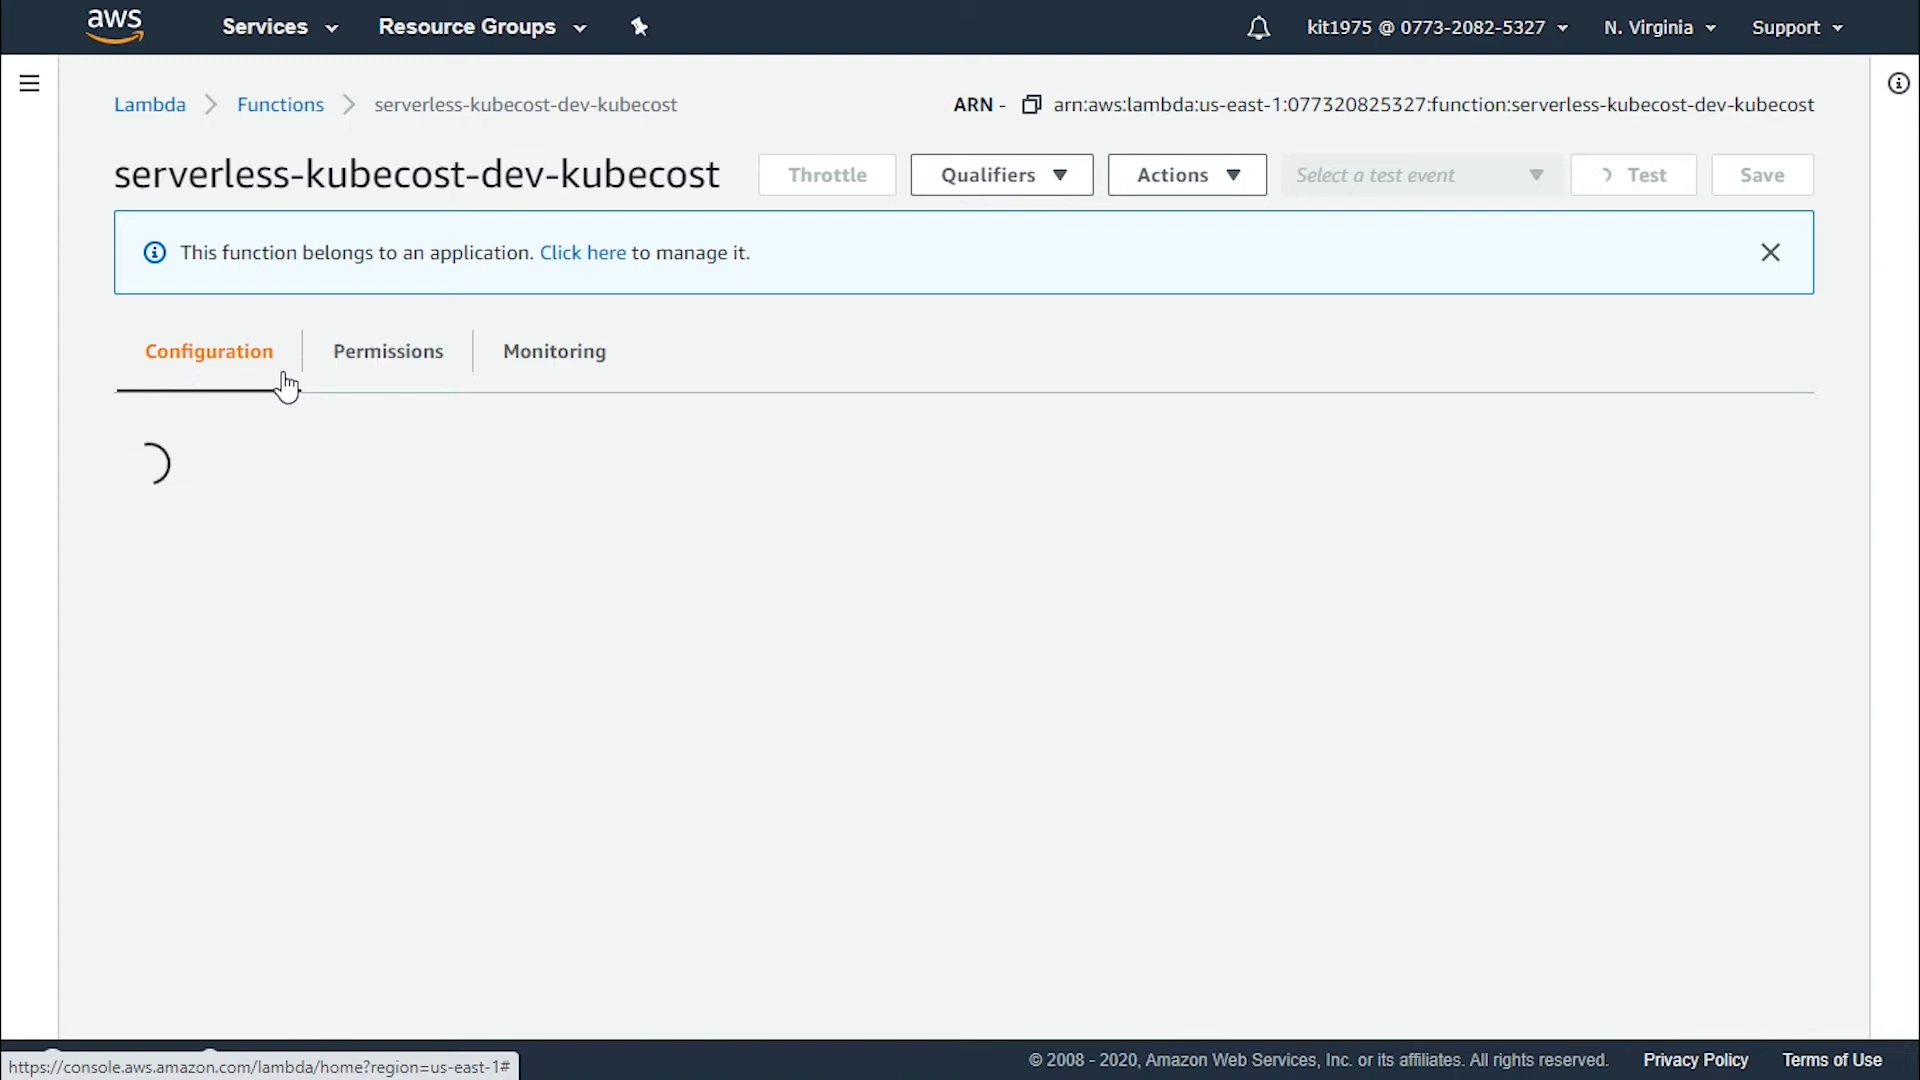 aws Services Resource Groups kit1975 @ 0773-2082-5327 N. Virginia Support
Lambda Functions serverless-kubecost-dev-kubecost ARN - arn:aws:lambda:us-east-1:077320825327:function:serverless-kubecost-dev-kubecost
serverless-kubecost-dev-kubecost Throttle Qualifiers Actions Select a test event Test Save
This function belongs to an application. Click here to manage it.
Configuration Permissions Monitoring
https://console.aws.amazon.com/lambda/home?region=us-east-1# © 2008 - 2020, Amazon Web Services, Inc. or its affiliates. All rights reserved. Privacy Policy Terms of Use